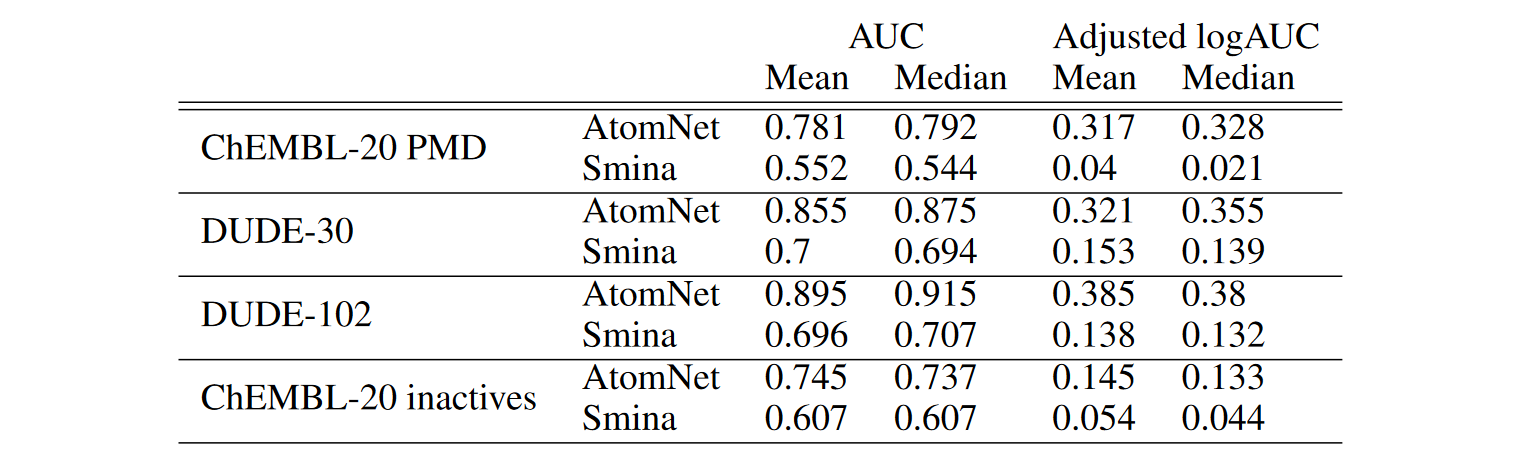 AUC Adjusted logAUC
Mean Median Mean Median
ChEMBL-20 PMD
AtomNet 0.781 0.792 0.317 0.328
Smina 0.552 0.544 0.04 0.021
DUDE-30
AtomNet 0.855 0.875 0.321 0.355
Smina 0.7 0.694 0.153 0.139
DUDE-102
AtomNet 0.895 0.915 0.385 0.38
Smina 0.696 0.707 0.138 0.132
ChEMBL-20 inactives
AtomNet 0.745 0.737 0.145 0.133
Smina 0.607 0.607 0.054 0.044